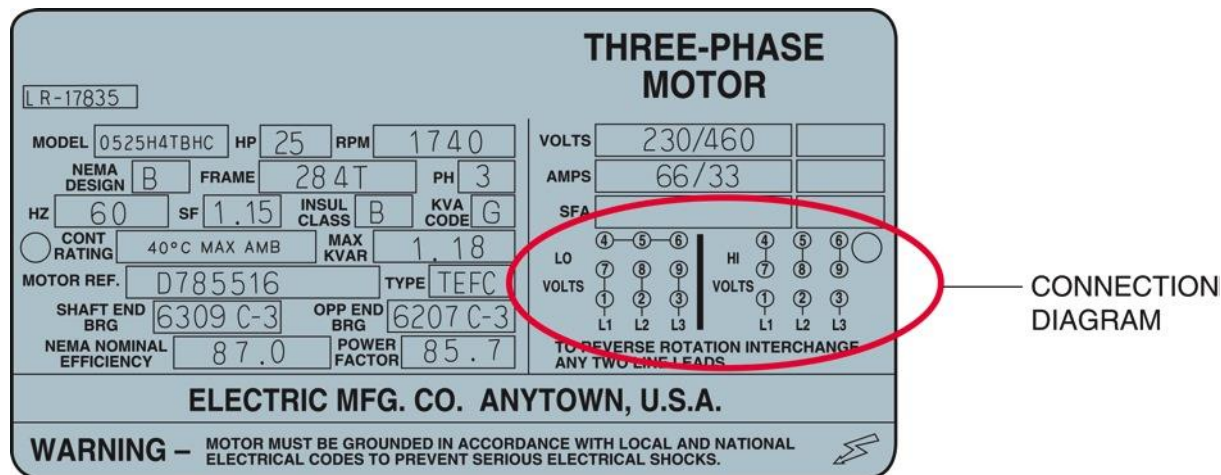 THREE-PHASE
MOTOR
LR-17835
MODEL 0525H4TBHC HP 25 RPM 1740
NEMA DESIGN B FRAME 284T PH 3
HZ 60 SF 1.15 INSUL CLASS B KVA CODE G
CONT RATING 40°C MAX AMB MAX KVAR 1.18
MOTOR REF. D785516 TYPE TEFC
SHAFT END BRG 6309 C-3 OPP END BRG 6207 C-3
NEMA NOMINAL EFFICIENCY 87.0 POWER FACTOR 85.7
VOLTS 230/460
AMPS 66/33
SFA
LO VOLTS
4 5 6
7 8 9
1 2 3
L1 L2 L3
HI VOLTS
4 5 6
7 8 9
1 2 3
L1 L2 L3
TO REVERSE ROTATION INTERCHANGE
ANY TWO LINE LEADS
CONNECTION
DIAGRAM
ELECTRIC MFG. CO. ANYTOWN, U.S.A.
WARNING – MOTOR MUST BE GROUNDED IN ACCORDANCE WITH LOCAL AND NATIONAL
ELECTRICAL CODES TO PREVENT SERIOUS ELECTRICAL SHOCKS.